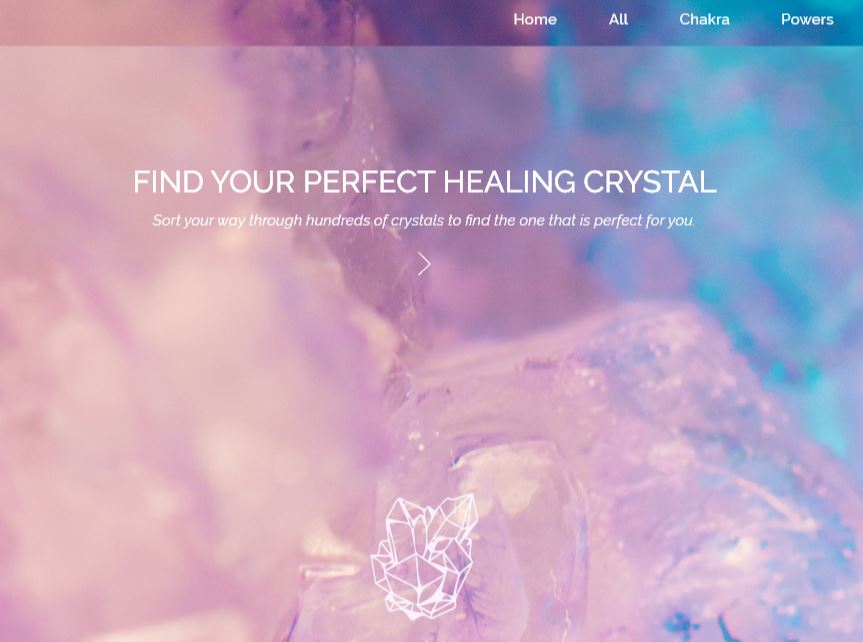 Home All Chakra Powers
FIND YOUR PERFECT HEALING CRYSTAL
Sort your way through hundreds of crystals to find the one that is perfect for you.